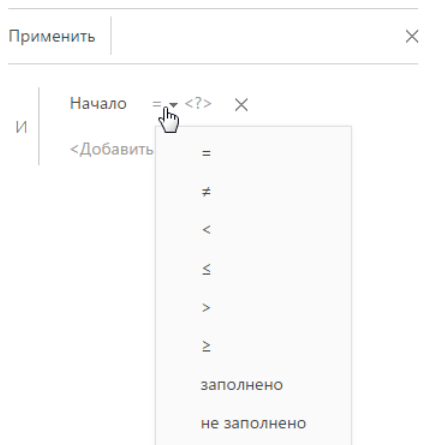 Применить
Начало = <?>
И
<Добавить
=
≠
<
≤
>
≥
заполнено
не заполнено